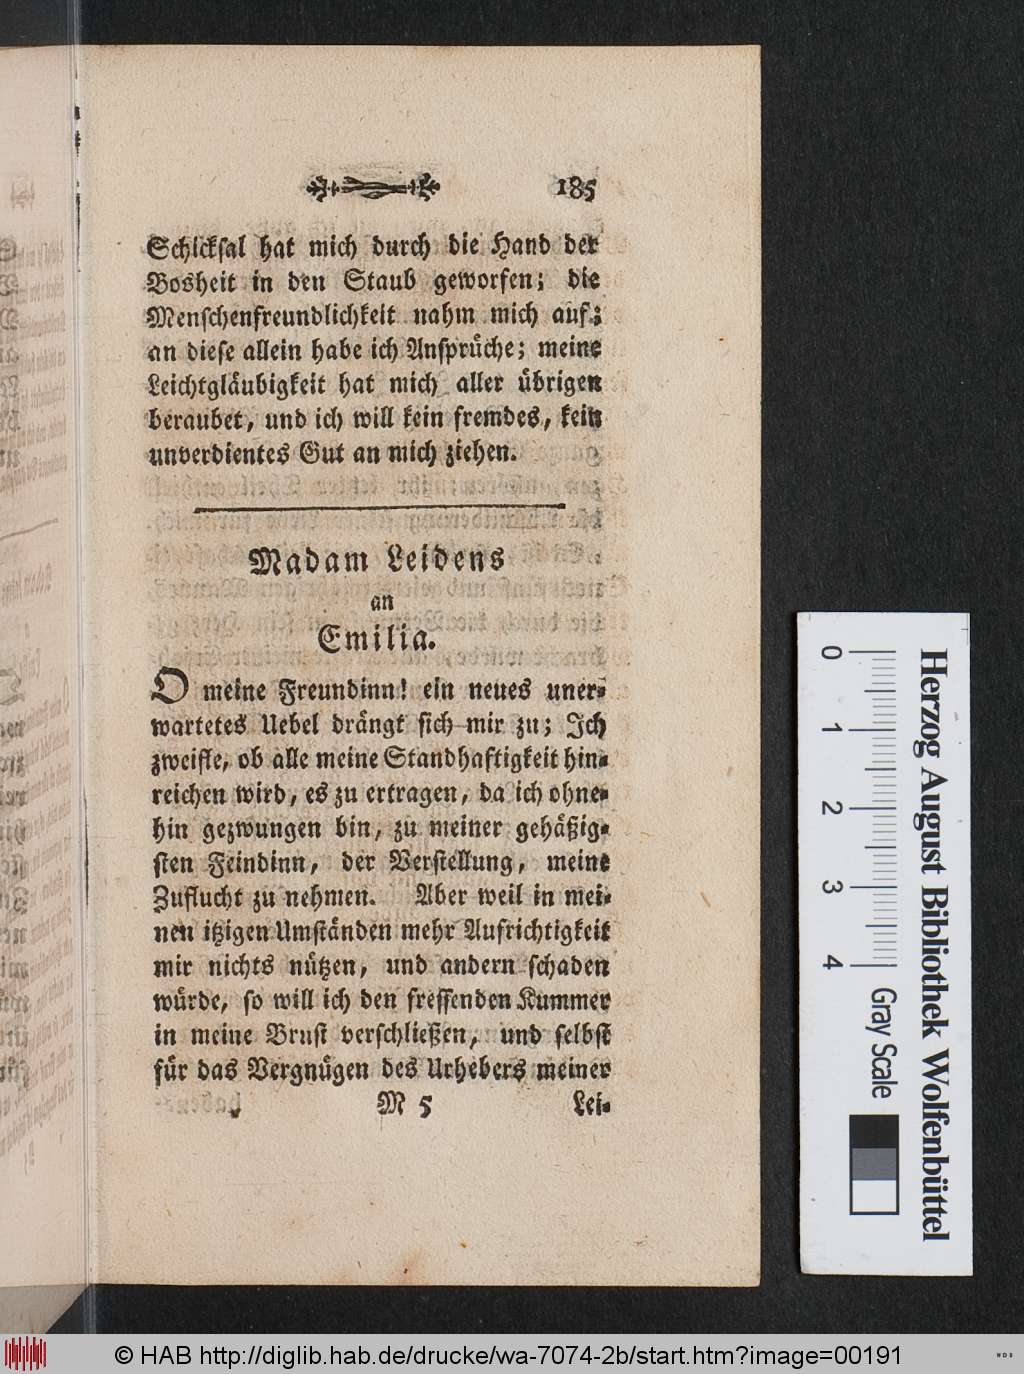 185
Schickſal hat mich durch die Hand der
Bosheit in den Staub geworfen; die
Menſchenfreundlichkeit nahm mich auf;
an dieſe allein habe ich Anſprüche; meine
Leichtgläubigkeit hat mich aller übrigen
beraubet, und ich will kein fremdes, kein
unverdientes Gut an mich ziehen.
Madam Leidens
an
Emilia.
O meine Freundinn! ein neues uner-
wartetes Uebel drängt ſich mir zu; Ich
zweifle, ob alle meine Standhaftigkeit hin-
reichen wird, es zu ertragen, da ich ohne-
hin gezwungen bin, zu meiner gehäßig-
ſten Feindinn, der Verſtellung, meine
Zuflucht zu nehmen. Aber weil in mei-
nen itzigen Umſtänden mehr Aufrichtigkeit
mir nichts nützen, und andern ſchaden
würde, ſo will ich den freſſenden Kummer
in meine Bruſt verſchließen, und ſelbſt
für das Vergnügen des Urhebers meiner
M 5 Lei-
0 1 2 3 4
Gray Scale
Herzog August Bibliothek Wolfenbüttel
© HAB http://diglib.hab.de/drucke/wa-7074-2b/start.htm?image=00191
WDB